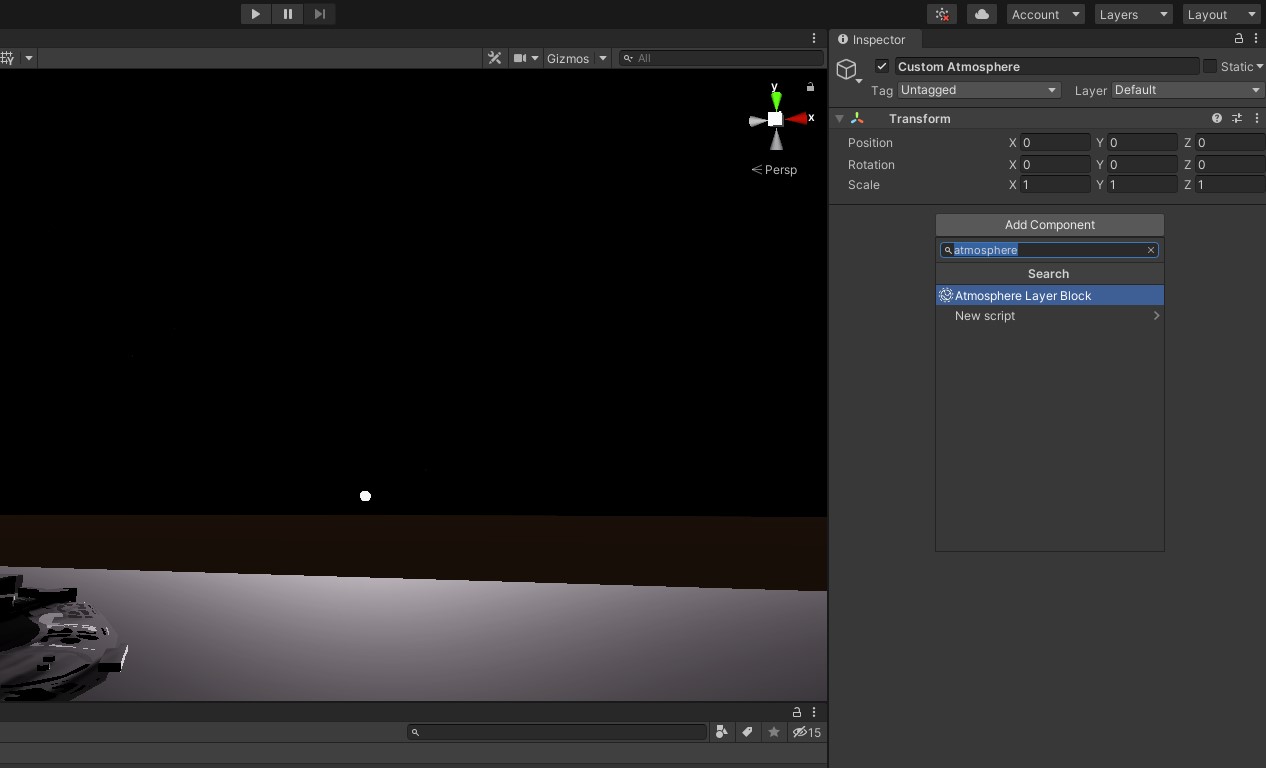 Account
Layers
Layout
Inspector
Gizmos
All
Custom Atmosphere
Static
Tag Untagged
Layer Default
y
x
Persp
Transform
Position X 0 Y 0 Z 0
Rotation X 0 Y 0 Z 0
Scale X 1 Y 1 Z 1
Add Component
atmosphere
Search
Atmosphere Layer Block
New script
15